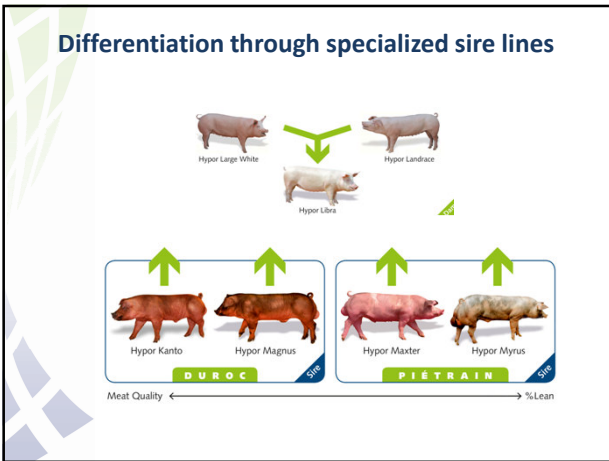 Differentiation through specialized sire lines
Hypor Large White
Hypor Landrace
Hypor Libra
Hypor Kanto
Hypor Magnus
Hypor Maxter
Hypor Myrus
DUROC
Sire
PIÉTRAIN
Sire
Meat Quality
%Lean